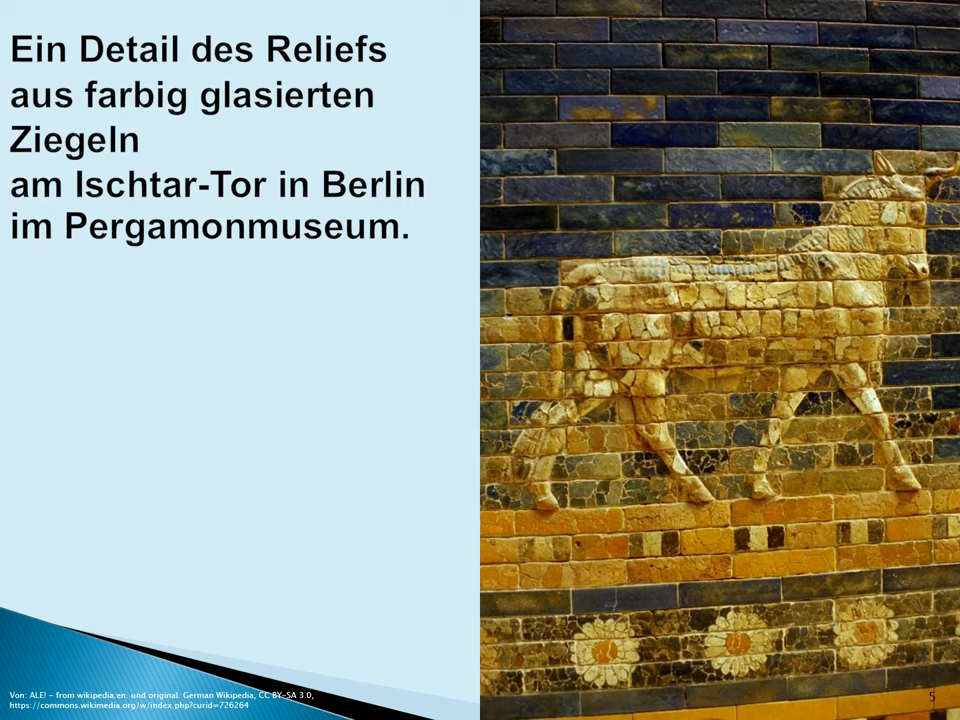 Ein Detail des Reliefs
aus farbig glasierten
Ziegeln
am Ischtar-Tor in Berlin
im Pergamonmuseum.
Von: ALE! - from wikipedia:en. und original: German Wikipedia, CC BY-SA 3.0,
https://commons.wikimedia.org/w/index.php?curid=726264
5